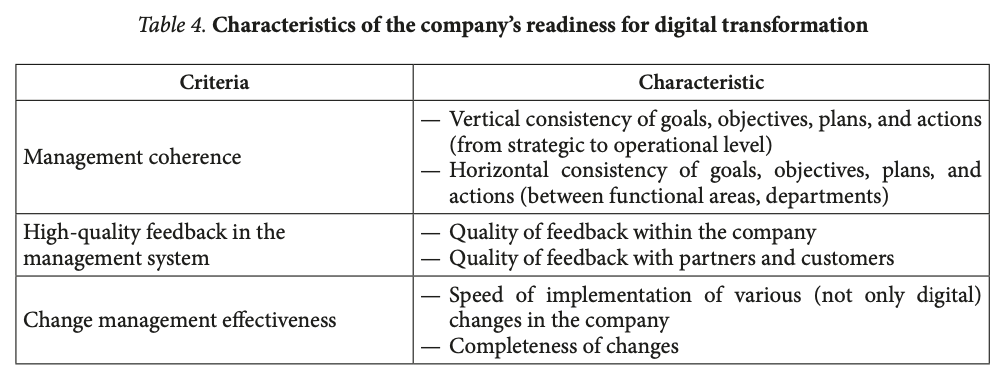 Table 4. Characteristics of the company’s readiness for digital transformation
Criteria
Characteristic
Management coherence
— Vertical consistency of goals, objectives, plans, and actions
(from strategic to operational level)
— Horizontal consistency of goals, objectives, plans, and
actions (between functional areas, departments)
High-quality feedback in the
management system
— Quality of feedback within the company
— Quality of feedback with partners and customers
Change management effectiveness
— Speed of implementation of various (not only digital)
changes in the company
— Completeness of changes